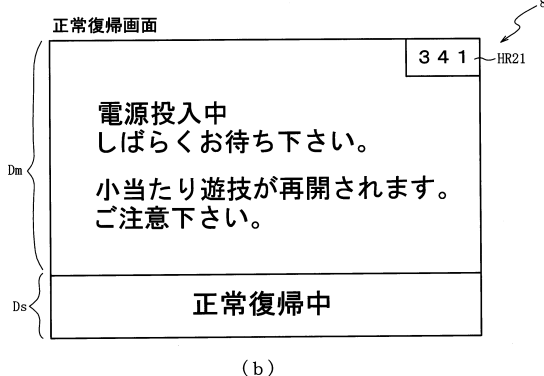 正常復帰画面
8
341
HR21
電源投入中
しばらくお待ち下さい。
Dm
小当たり遊技が再開されます。
ご注意下さい。
Ds
正常復帰中
(b)